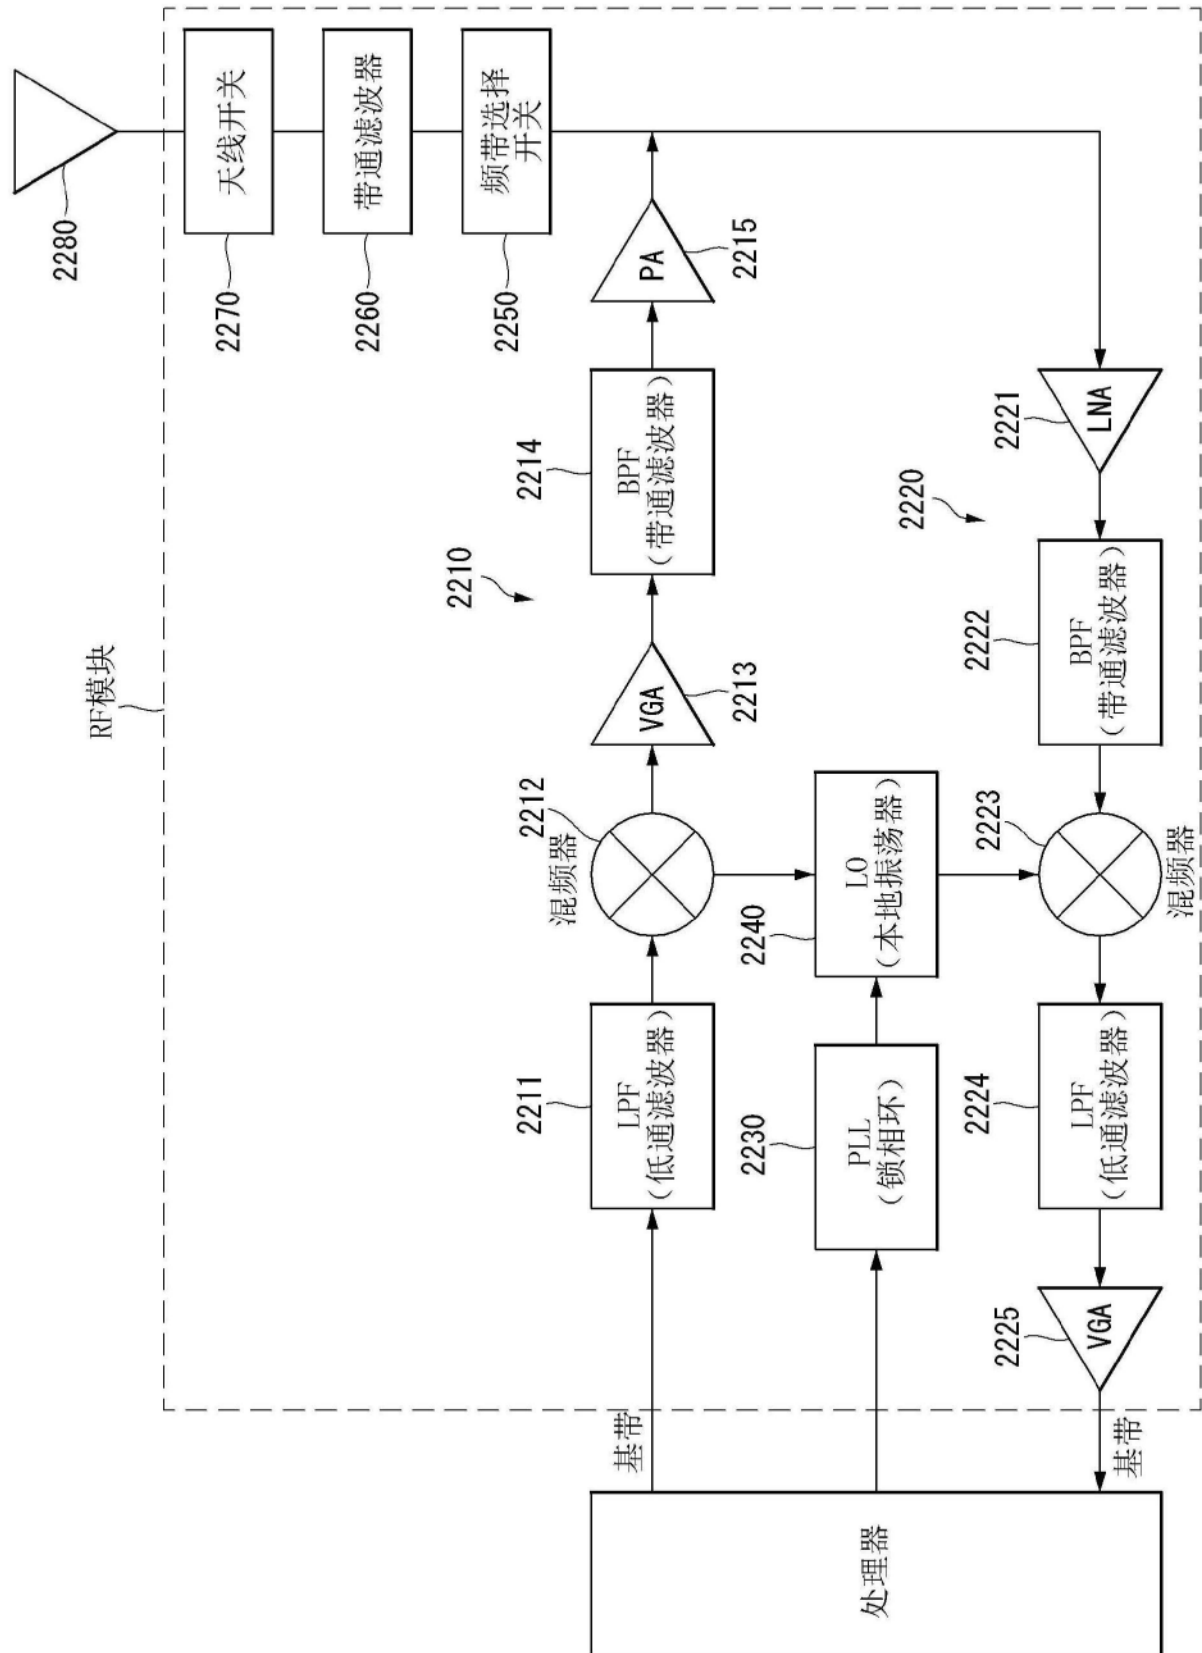 RF模块
2280
天线开关
2270
带通滤波器
2260
频带选择
开关
2250
PA
2215
2214
BPF
(带通滤波器)
2210
VGA
2213
2212
混频器
2211
LPF
(低通滤波器)
基带
处理器
2230
PLL
(锁相环)
2240
LO
(本地振荡器)
2220
2221
LNA
2222
BPF
(带通滤波器)
2223
混频器
2224
LPF
(低通滤波器)
2225
VGA
基带